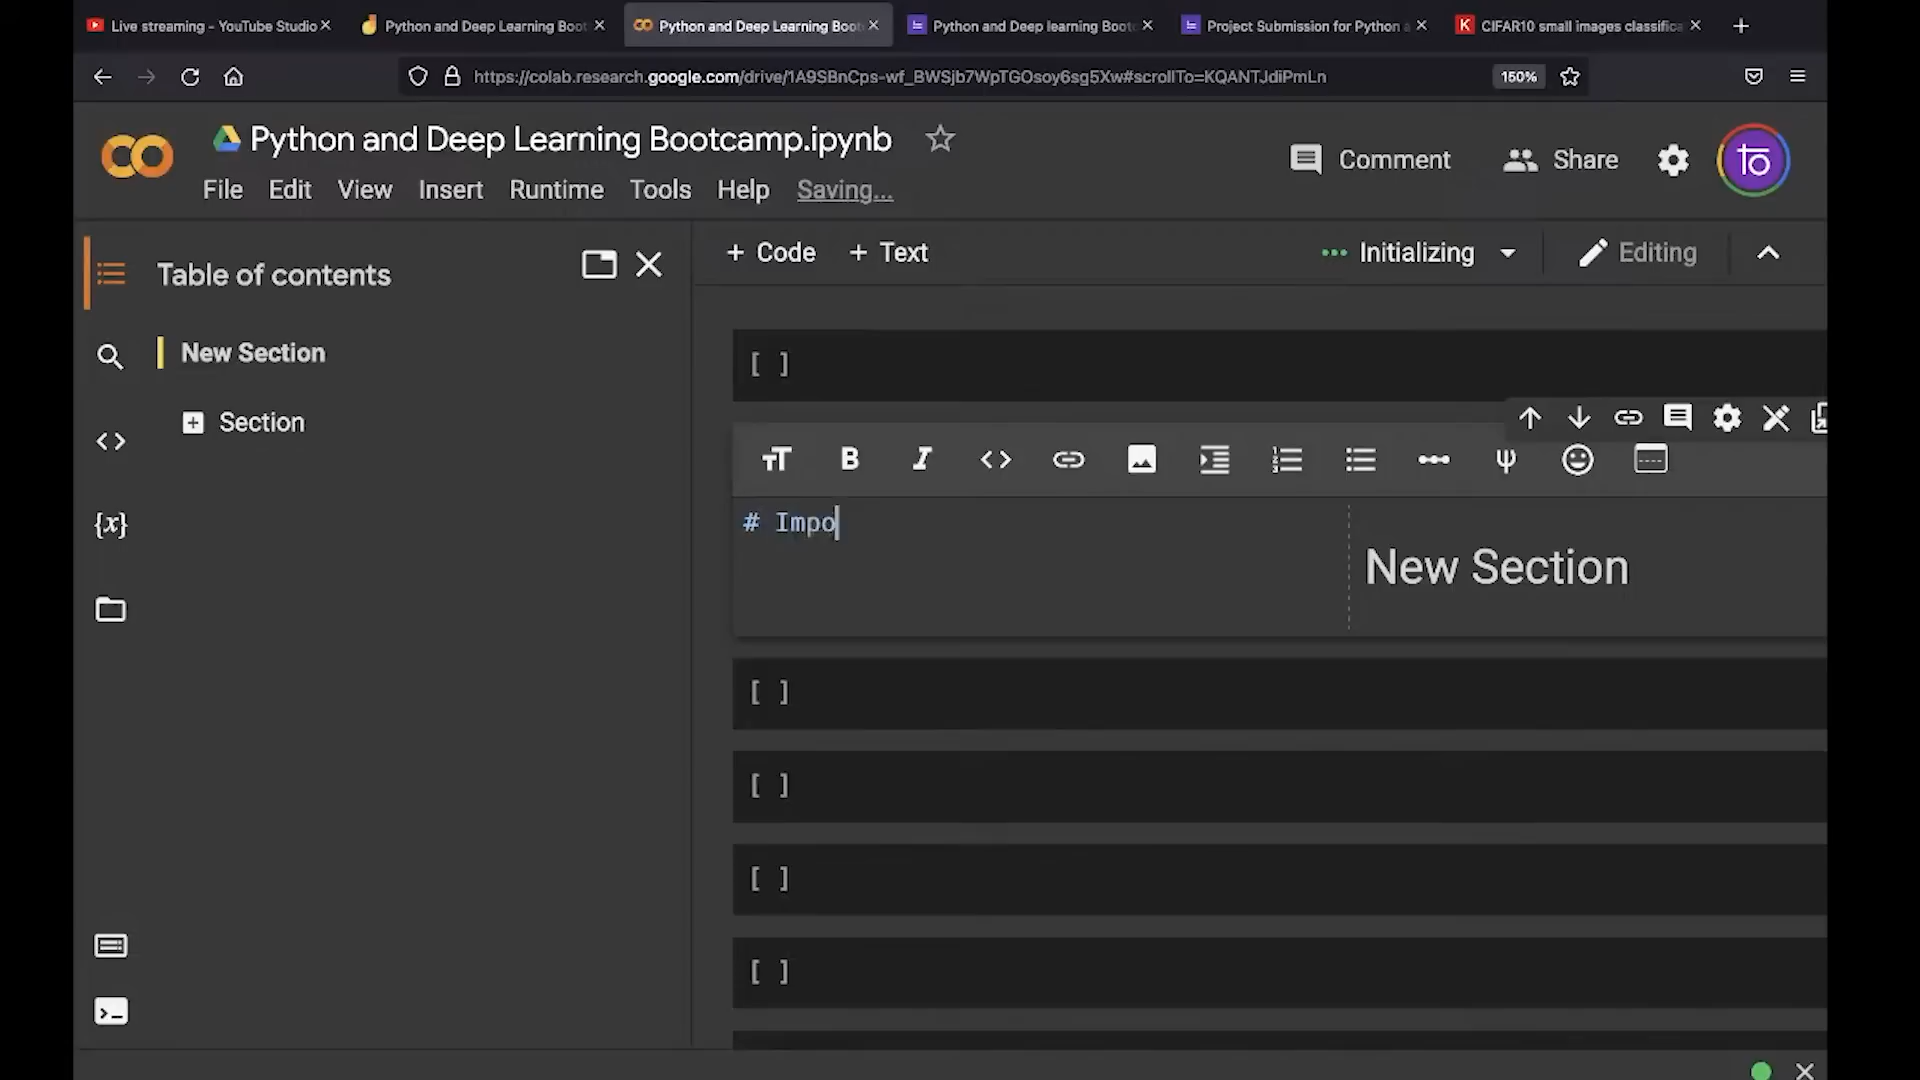 Live streaming - YouTube Studio
Python and Deep Learning Boot
Python and Deep Learning Boo
Python and Deep learning Boot
Project Submission for Python a
CIFAR10 small images classifica
https://colab.research.google.com/drive/1A9SBnCps-wf_BWSjb7WpTGOsoy6sg5Xw#scrollTo=KQANTJdiPmLn
150%
Python and Deep Learning Bootcamp.ipynb
Comment
Share
File Edit View Insert Runtime Tools Help Saving...
Table of contents
+ Code + Text
Initializing
Editing
New Section
Section
[ ]
# Impo
New Section
[ ]
[ ]
[ ]
[ ]